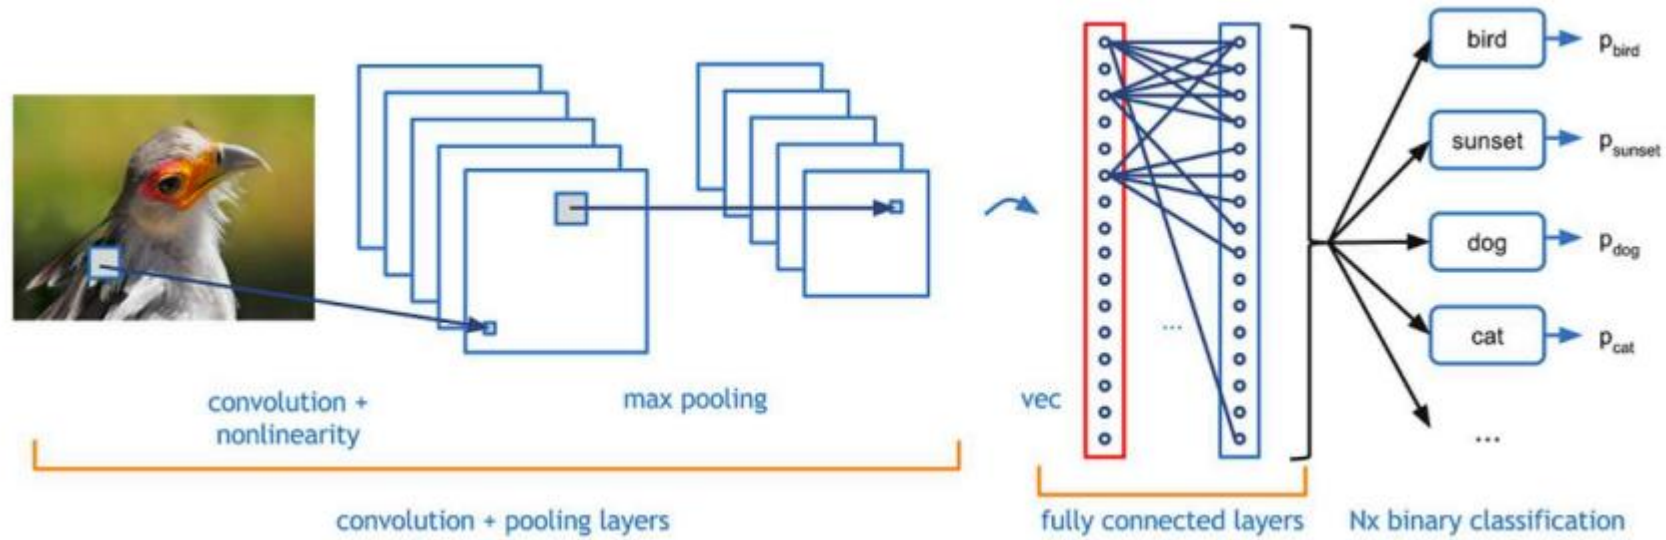 bird
p_bird
sunset
p_sunset
dog
p_dog
cat
p_cat
...
...
convolution +
nonlinearity
max pooling
vec
convolution + pooling layers
fully connected layers
Nx binary classification